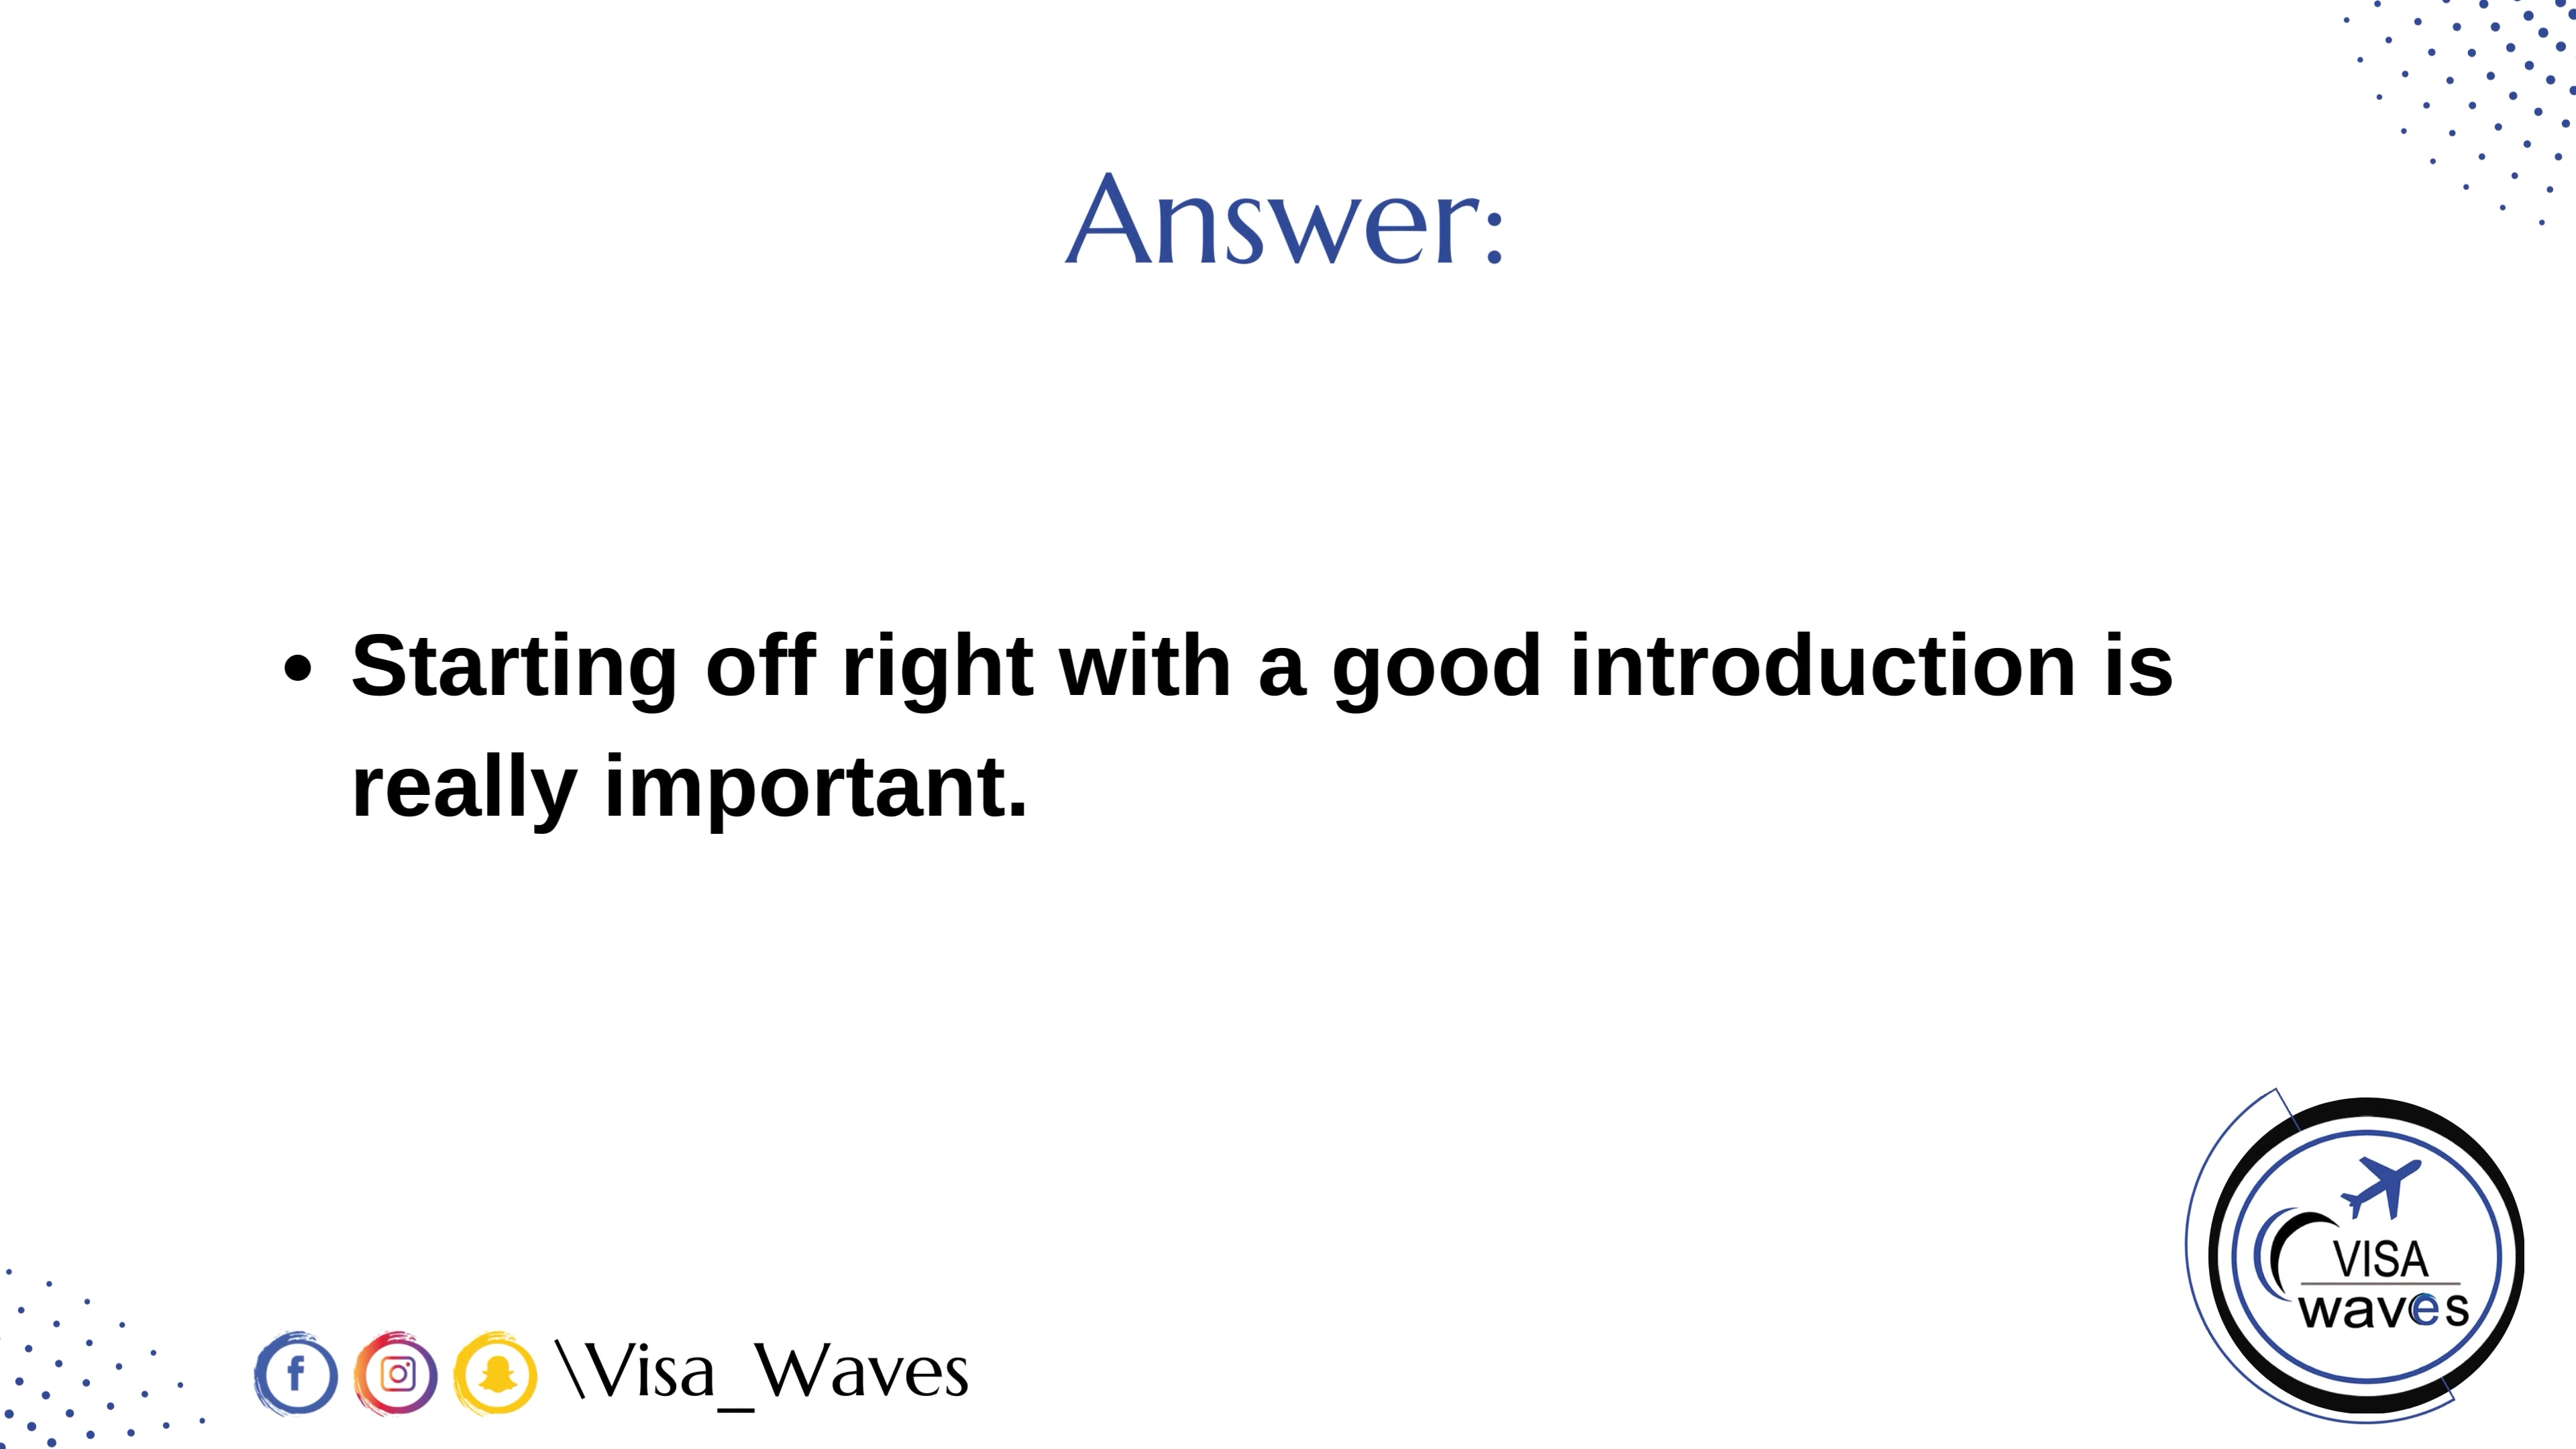 Answer:
• Starting off right with a good introduction is
really important.
VISA
waves
\Visa_Waves